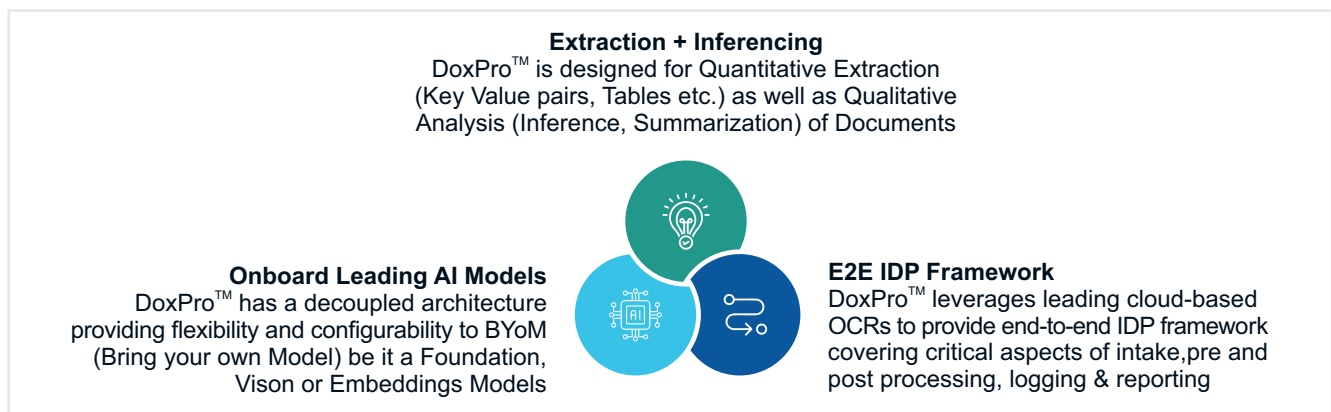 Extraction + Inferencing
DoxPro™ is designed for Quantitative Extraction
(Key Value pairs, Tables etc.) as well as Qualitative
Analysis (Inference, Summarization) of Documents
Onboard Leading AI Models
DoxPro™ has a decoupled architecture
providing flexibility and configurability to BYoM
(Bring your own Model) be it a Foundation,
Vison or Embeddings Models
AI
E2E IDP Framework
DoxPro™ leverages leading cloud-based
OCRs to provide end-to-end IDP framework
covering critical aspects of intake,pre and
post processing, logging & reporting